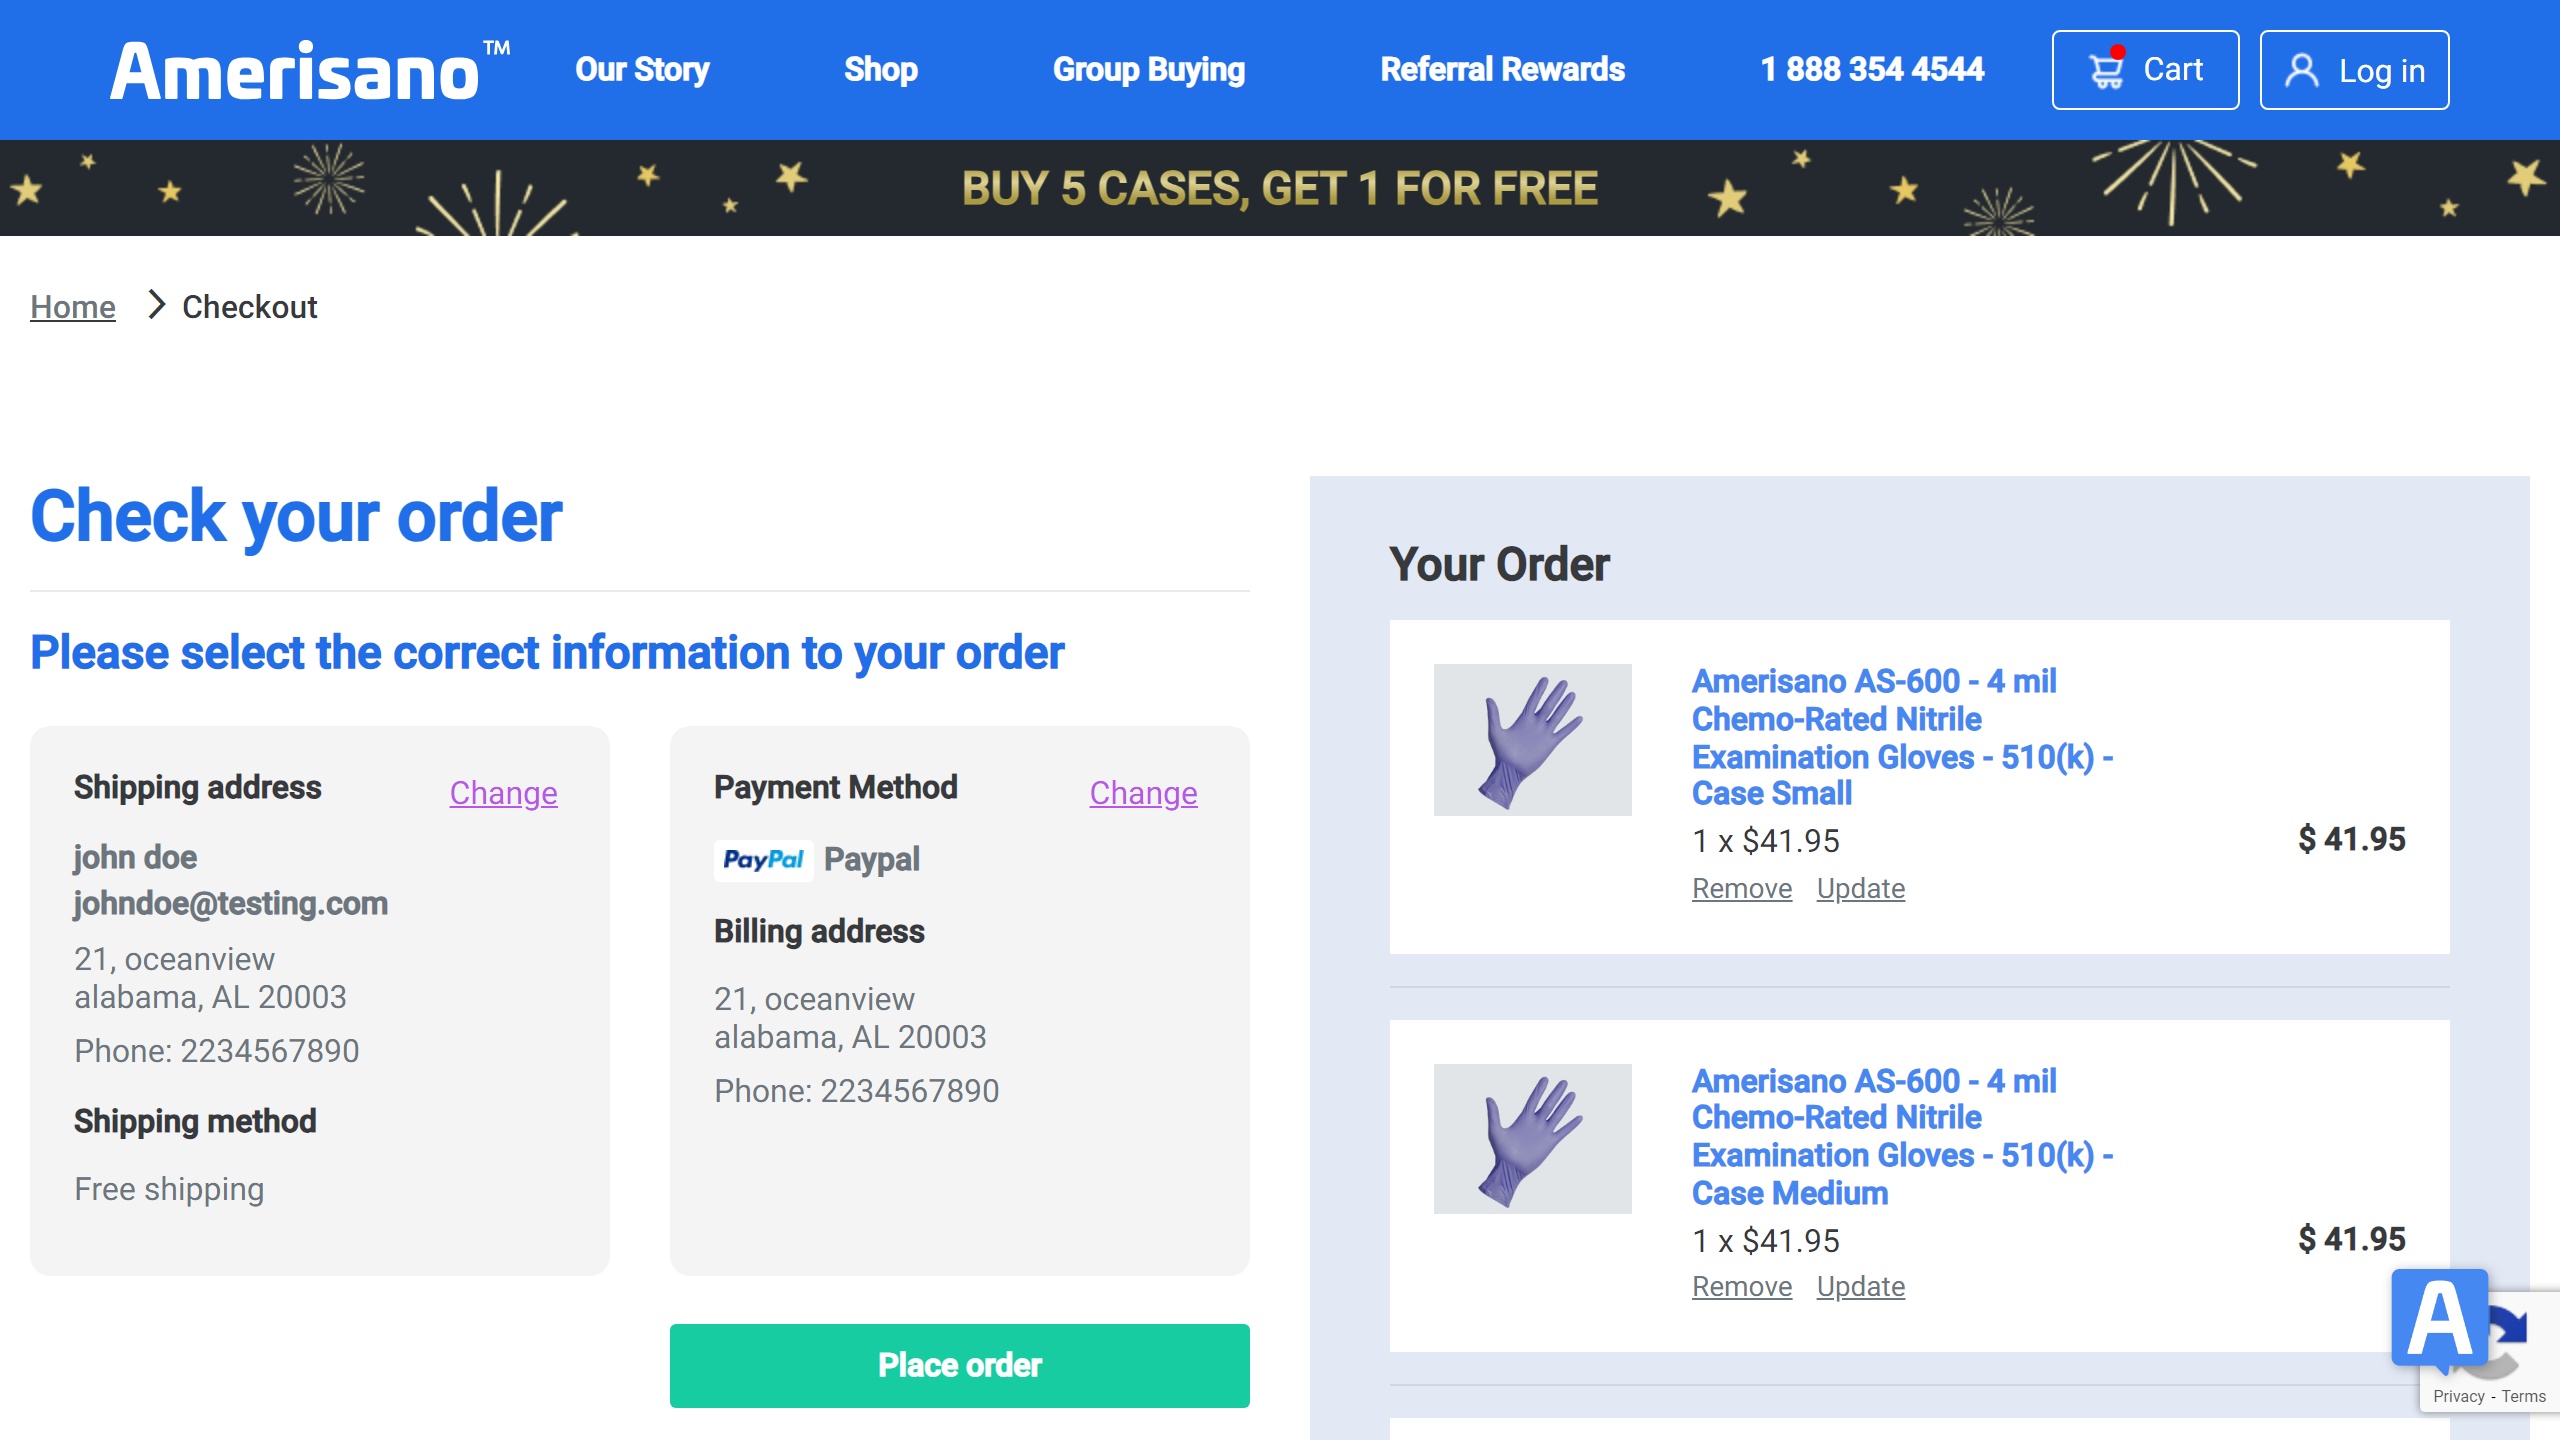 Amerisano™
Our Story
Shop
Group Buying
Referral Rewards
1 888 354 4544
Cart
Log in
BUY 5 CASES, GET 1 FOR FREE
Home
Checkout
Check your order
Please select the correct information to your order
Shipping address
Change
john doe
johndoe@testing.com
21, oceanview
alabama, AL 20003
Phone: 2234567890
Shipping method
Free shipping
Payment Method
Change
PayPal Paypal
Billing address
21, oceanview
alabama, AL 20003
Phone: 2234567890
Place order
Your Order
Amerisano AS-600 - 4 mil
Chemo-Rated Nitrile
Examination Gloves - 510(k) -
Case Small
1 x $41.95
$ 41.95
Remove Update
Amerisano AS-600 - 4 mil
Chemo-Rated Nitrile
Examination Gloves - 510(k) -
Case Medium
1 x $41.95
$ 41.95
Remove Update
A
Privacy - Terms